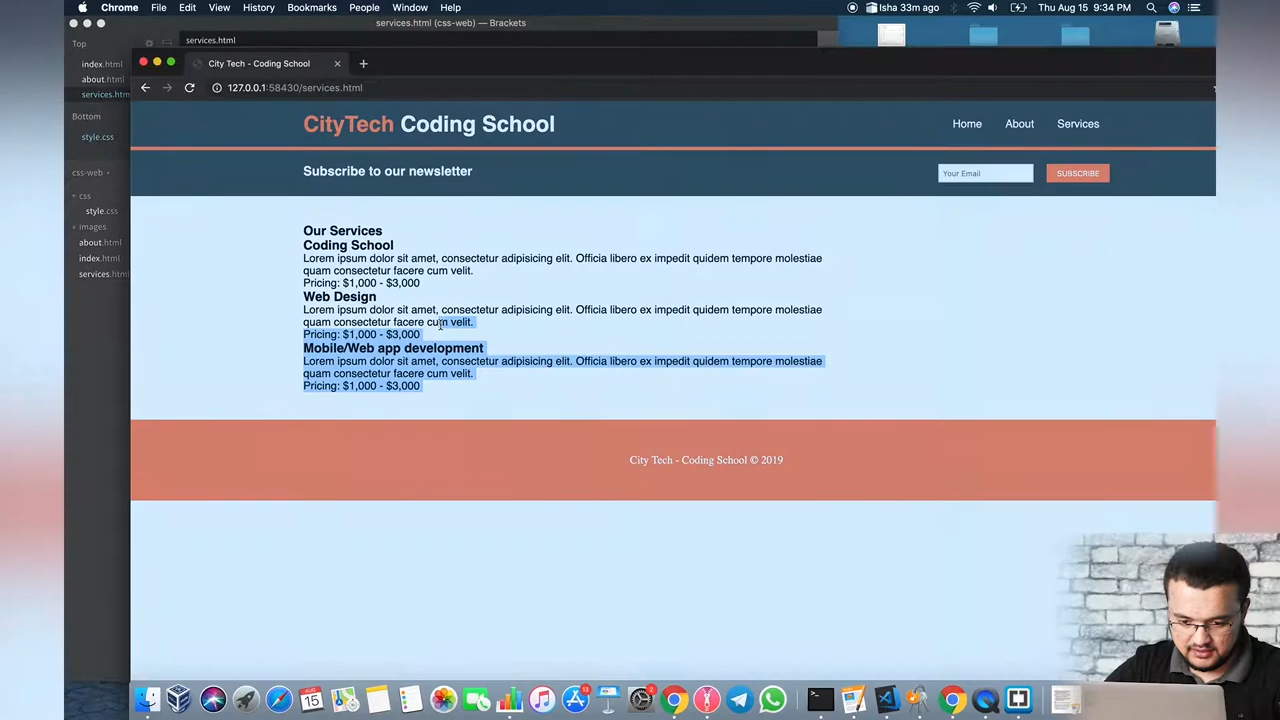 Chrome File Edit View History Bookmarks People Window Help
Isha 33m ago
Thu Aug 15 9:34 PM
services.html (css-web) — Brackets
Top
services.html
index.html
about.html
services.htm
Bottom
style.css
css-web
css
style.css
images
about.html
index.html
services.html
City Tech - Coding School
127.0.0.1:58430/services.html
CityTech Coding School
Home About Services
Subscribe to our newsletter
Your Email
SUBSCRIBE
Our Services
Coding School
Lorem ipsum dolor sit amet, consectetur adipisicing elit. Officia libero ex impedit quidem tempore molestiae
quam consectetur facere cum velit.
Pricing: $1,000 - $3,000
Web Design
Lorem ipsum dolor sit amet, consectetur adipisicing elit. Officia libero ex impedit quidem tempore molestiae
quam consectetur facere cum velit.
Pricing: $1,000 - $3,000
Mobile/Web app development
Lorem ipsum dolor sit amet, consectetur adipisicing elit. Officia libero ex impedit quidem tempore molestiae
quam consectetur facere cum velit.
Pricing: $1,000 - $3,000
City Tech - Coding School © 2019